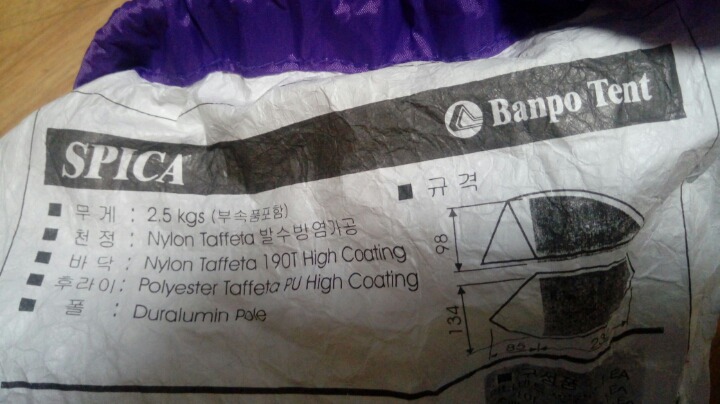 Banpo Tent
SPICA
■ 무게 : 2.5 kgs (부속품포함)
■ 천정 : Nylon Taffeta 발수방염가공
■ 바닥 : Nylon Taffeta 190T High Coating
■ 후라이 : Polyester Taffeta PU High Coating
■ 폴 : Duralumin Pole
■ 규격
98
134
85